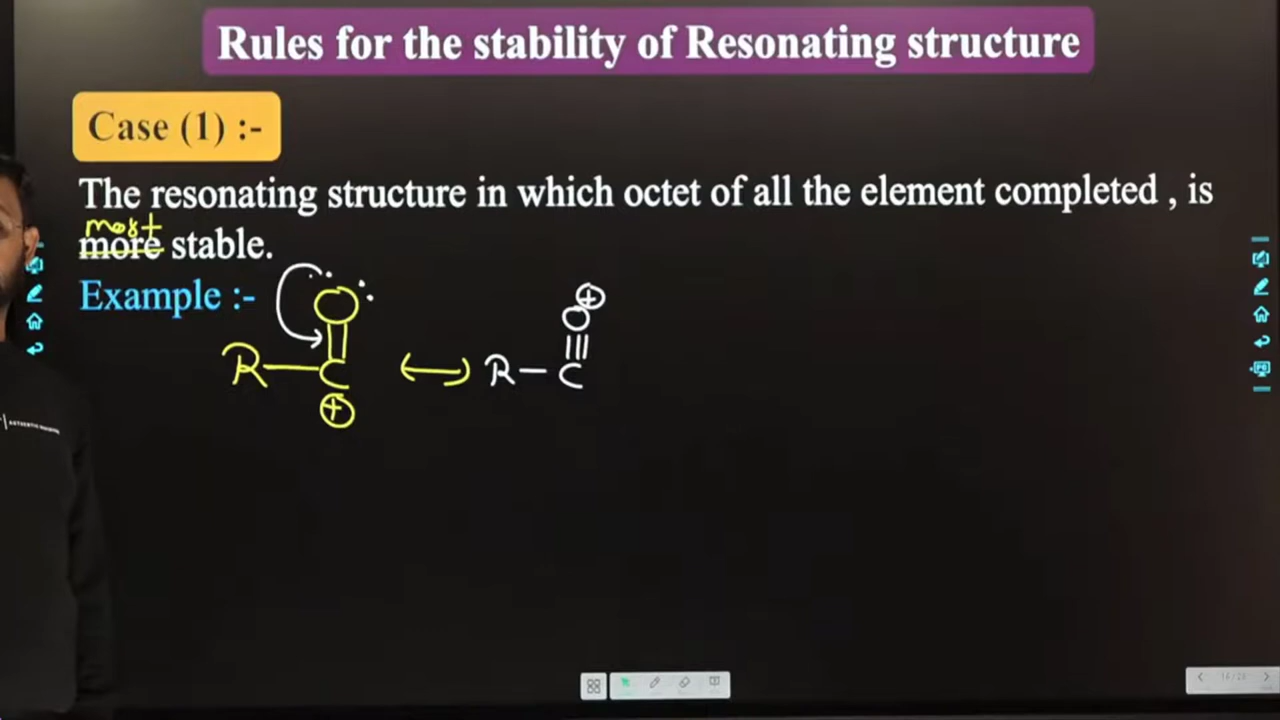 Rules for the stability of Resonating structure
Case (1) :-
The resonating structure in which octet of all the element completed , is
most
more stable.
Example :-
O ⊕
O
R—C ⟷ R—C
⊕